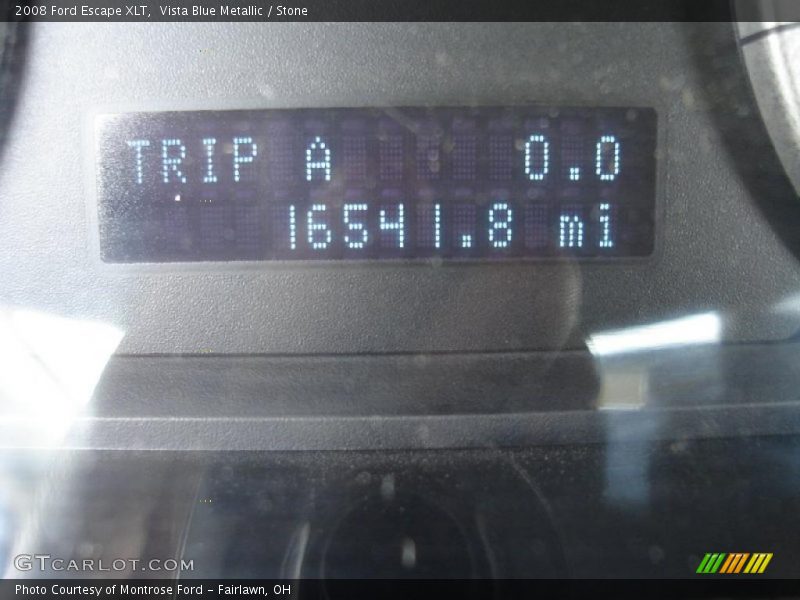 2008 Ford Escape XLT,  Vista Blue Metallic / Stone
TRIP A 0.0
16541.8 mi
GTCARLOT.COM
Photo Courtesy of Montrose Ford - Fairlawn, OH